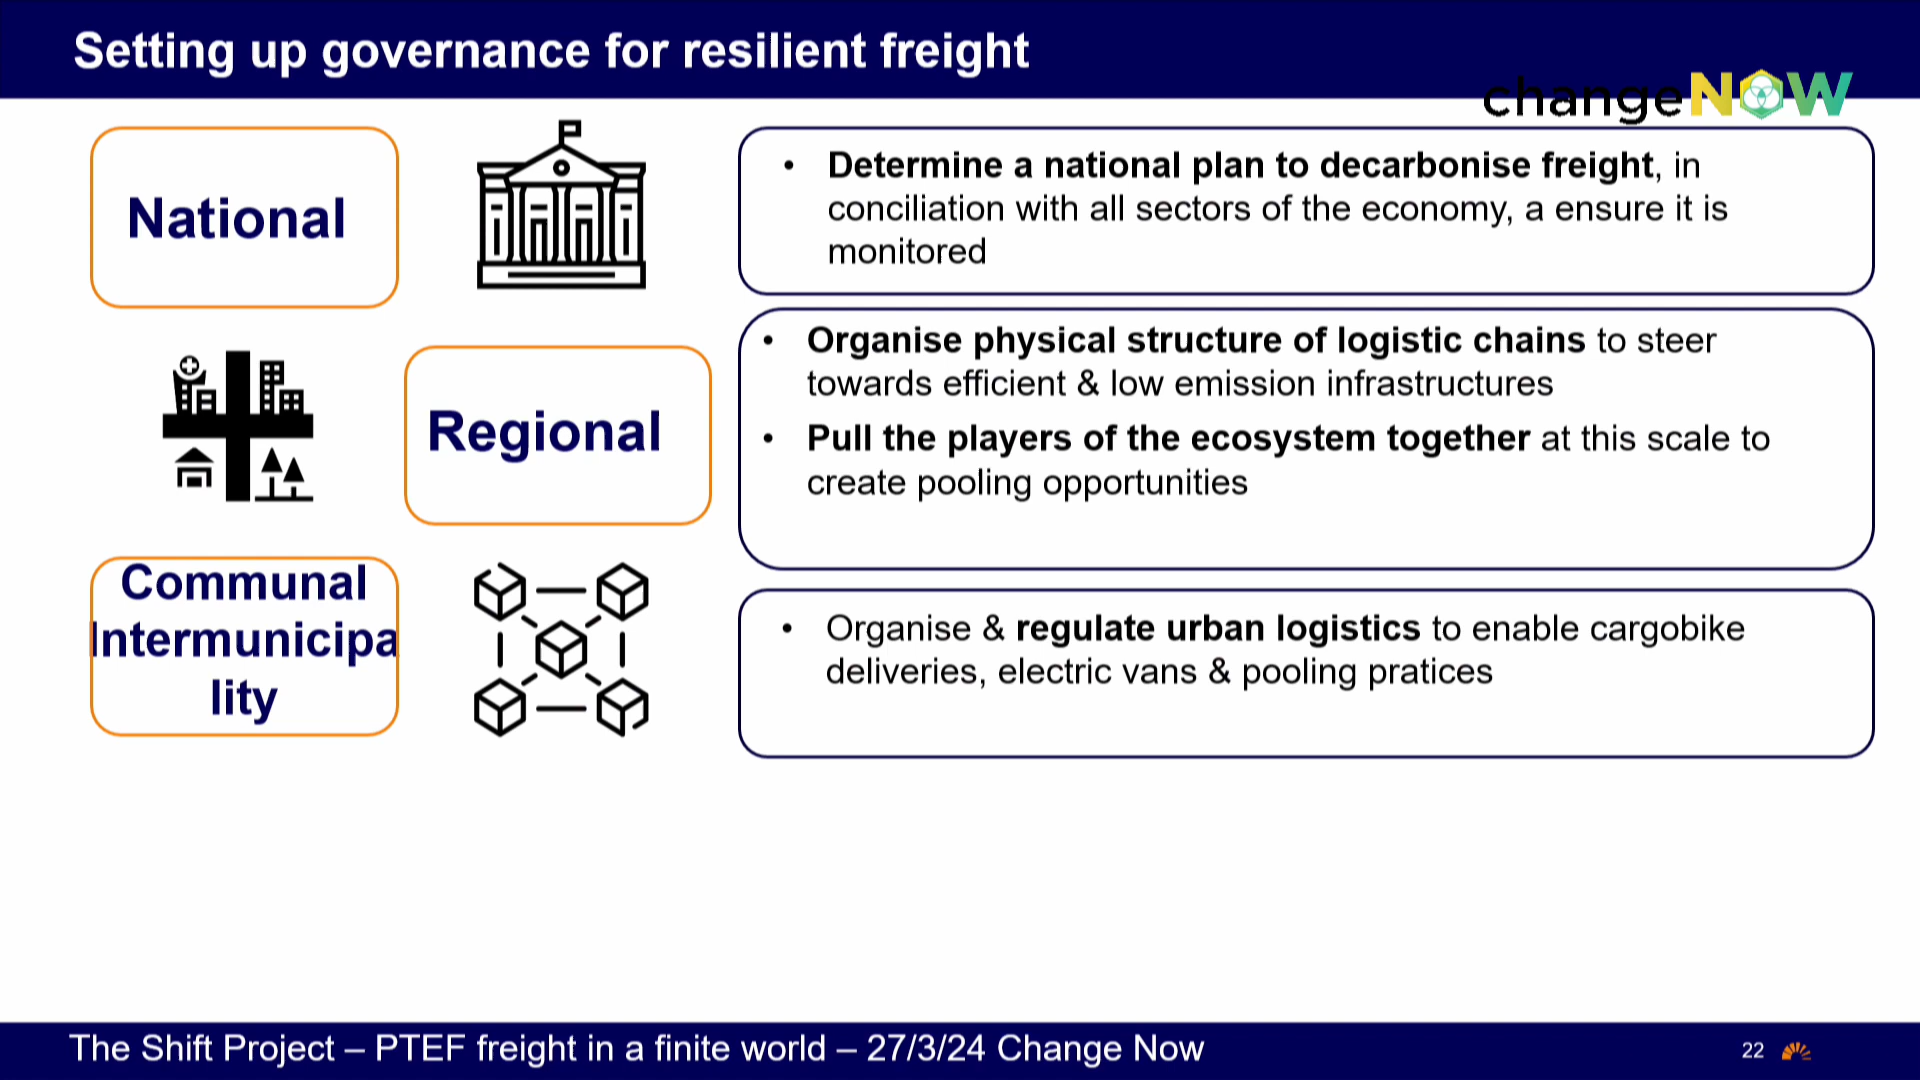 Setting up governance for resilient freight
changeNOW
National
• Determine a national plan to decarbonise freight, in
conciliation with all sectors of the economy, a ensure it is
monitored
Regional
• Organise physical structure of logistic chains to steer
towards efficient & low emission infrastructures
• Pull the players of the ecosystem together at this scale to
create pooling opportunities
Communal
Intermunicipa
lity
• Organise & regulate urban logistics to enable cargobike
deliveries, electric vans & pooling pratices
The Shift Project – PTEF freight in a finite world – 27/3/24 Change Now
22